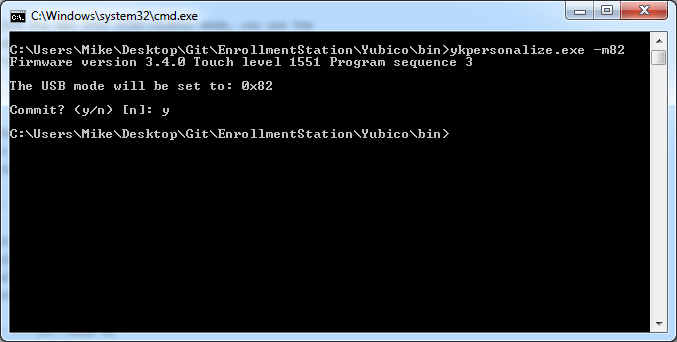 C:\Windows\system32\cmd.exe
C:\Users\Mike\Desktop\Git\EnrollmentStation\Yubico\bin>ykpersonalize.exe -m82
Firmware version 3.4.0 Touch level 1551 Program sequence 3
The USB mode will be set to: 0x82
Commit? (y/n) [n]: y
C:\Users\Mike\Desktop\Git\EnrollmentStation\Yubico\bin>